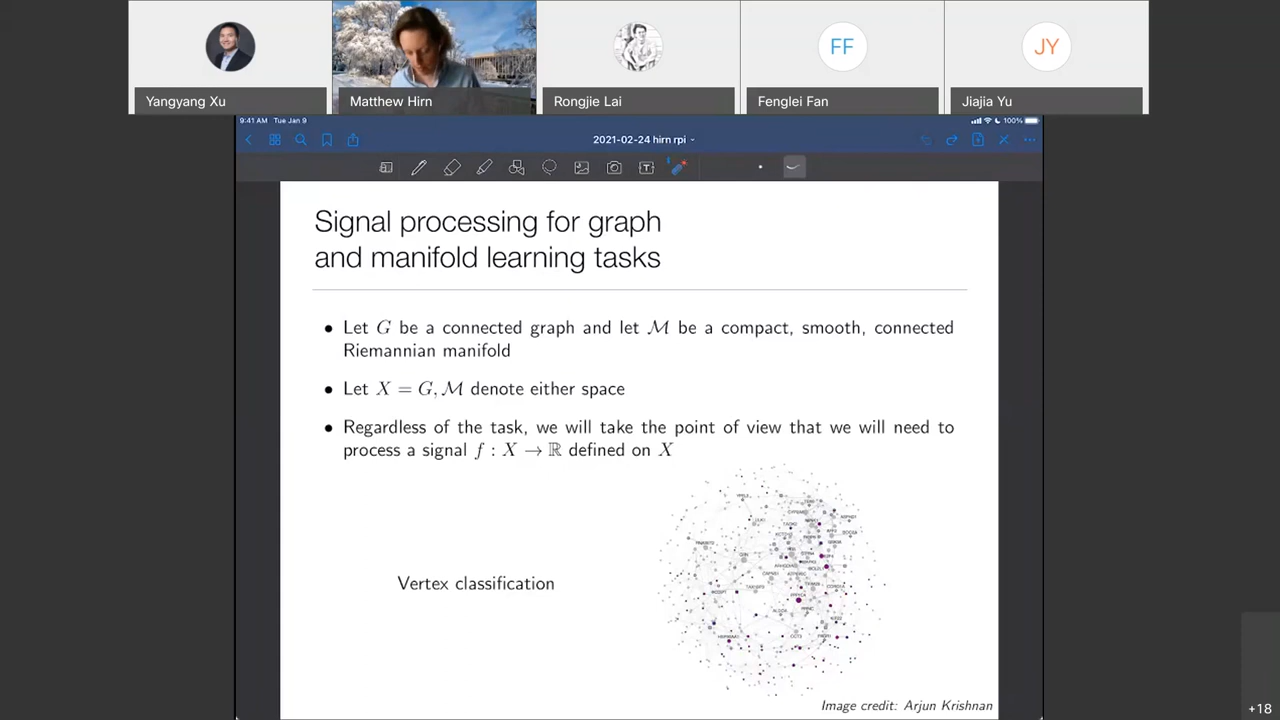 FF
JY
Yangyang Xu
Matthew Hirn
Rongjie Lai
Fenglei Fan
Jiajia Yu
9:41 AM Tue Jan 9
100%
2021-02-24 hirn rpi
Signal processing for graph
and manifold learning tasks
• Let G be a connected graph and let ℳ be a compact, smooth, connected
Riemannian manifold
• Let X = G, ℳ denote either space
• Regardless of the task, we will take the point of view that we will need to
process a signal f : X → ℝ defined on X
Vertex classification
Image credit: Arjun Krishnan
+18